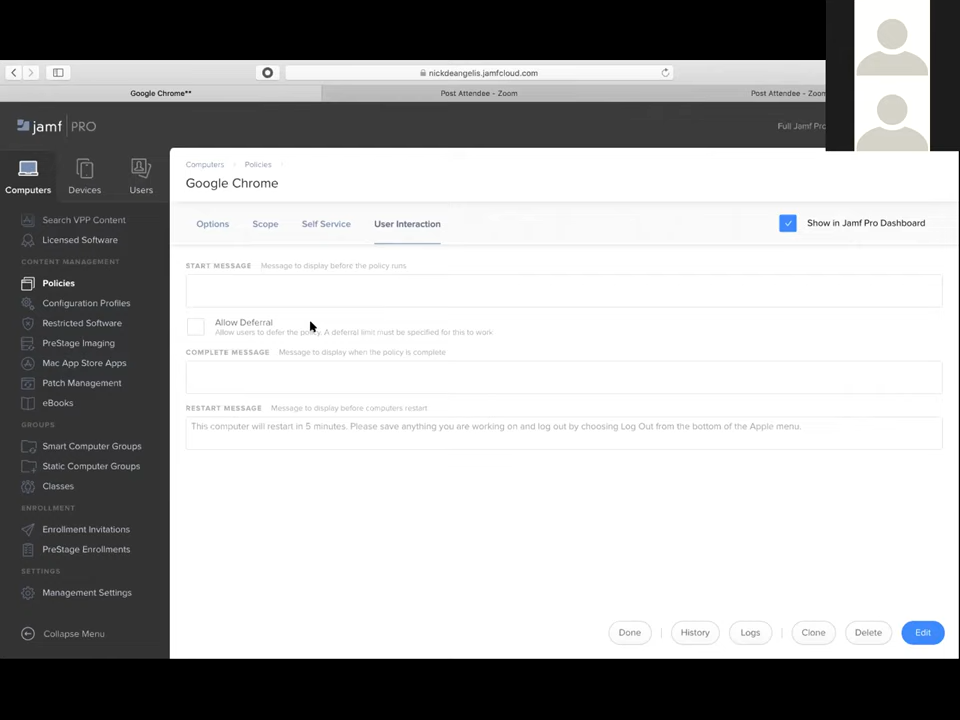 nickdeangelis.jamfcloud.com
Google Chrome** Post Attendee - Zoom Post Attendee - Zoom
jamf | PRO
Full Jamf Pro
Computers Devices Users
Search VPP Content
Licensed Software
CONTENT MANAGEMENT
Policies
Configuration Profiles
Restricted Software
PreStage Imaging
Mac App Store Apps
Patch Management
eBooks
GROUPS
Smart Computer Groups
Static Computer Groups
Classes
ENROLLMENT
Enrollment Invitations
PreStage Enrollments
SETTINGS
Management Settings
Collapse Menu
Computers Policies
Google Chrome
Options Scope Self Service User Interaction
Show in Jamf Pro Dashboard
START MESSAGE Message to display before the policy runs
Allow Deferral
Allow users to defer the policy. A deferral limit must be specified for this to work
COMPLETE MESSAGE Message to display when the policy is complete
RESTART MESSAGE Message to display before computers restart
This computer will restart in 5 minutes. Please save anything you are working on and log out by choosing Log Out from the bottom of the Apple menu.
Done History Logs Clone Delete Edit